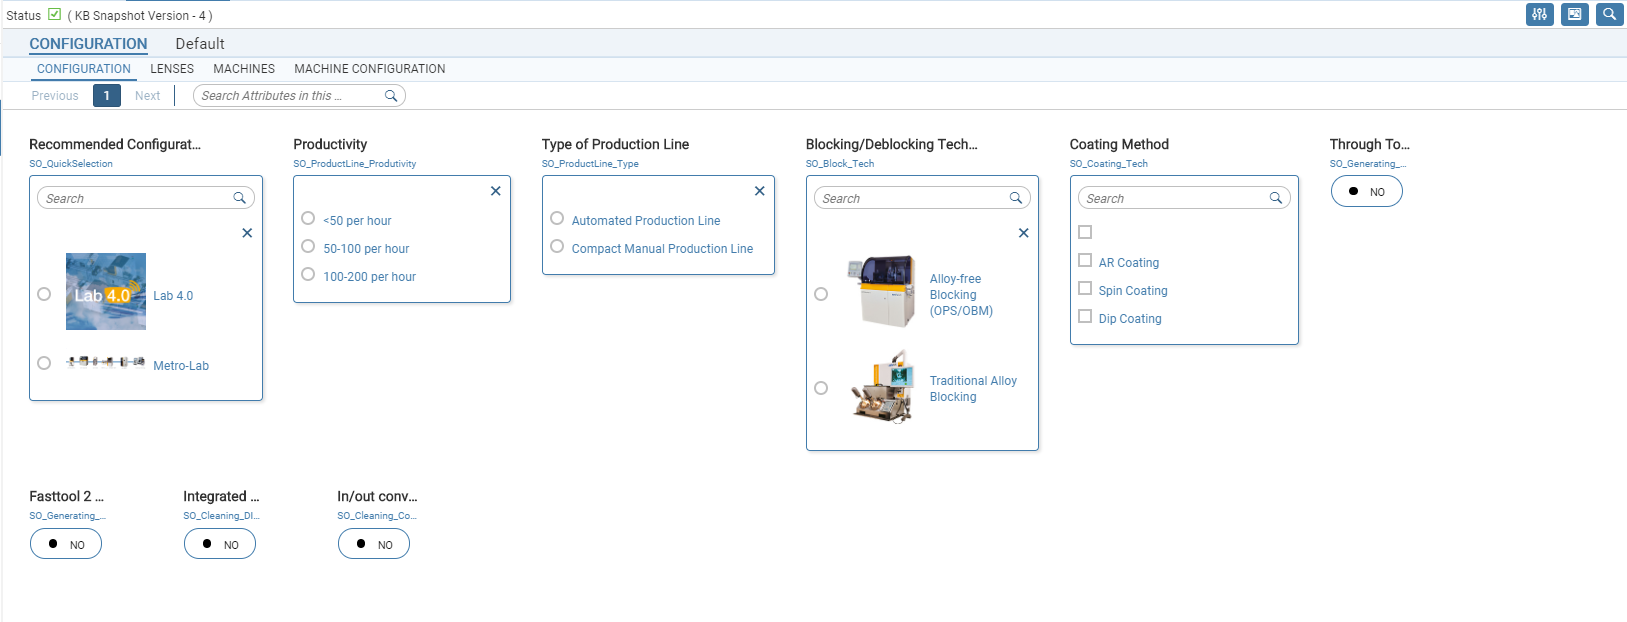 Status ( KB Snapshot Version - 4 )
CONFIGURATION Default
CONFIGURATION LENSES MACHINES MACHINE CONFIGURATION
Previous 1 Next Search Attributes in this ...
Recommended Configurat...
SO_QuickSelection
Search
Lab 4.0
Lab 4.0
Metro-Lab
Productivity
SO_ProductLine_Produtivity
<50 per hour
50-100 per hour
100-200 per hour
Type of Production Line
SO_ProductLine_Type
Automated Production Line
Compact Manual Production Line
Blocking/Deblocking Tech...
SO_Block_Tech
Search
Alloy-free
Blocking
(OPS/OBM)
Traditional Alloy
Blocking
Coating Method
SO_Coating_Tech
Search
AR Coating
Spin Coating
Dip Coating
Through To...
SO_Generating_...
NO
Fasttool 2 ...
SO_Generating_...
NO
Integrated ...
SO_Cleaning_DI...
NO
In/out conv...
SO_Cleaning_Co...
NO